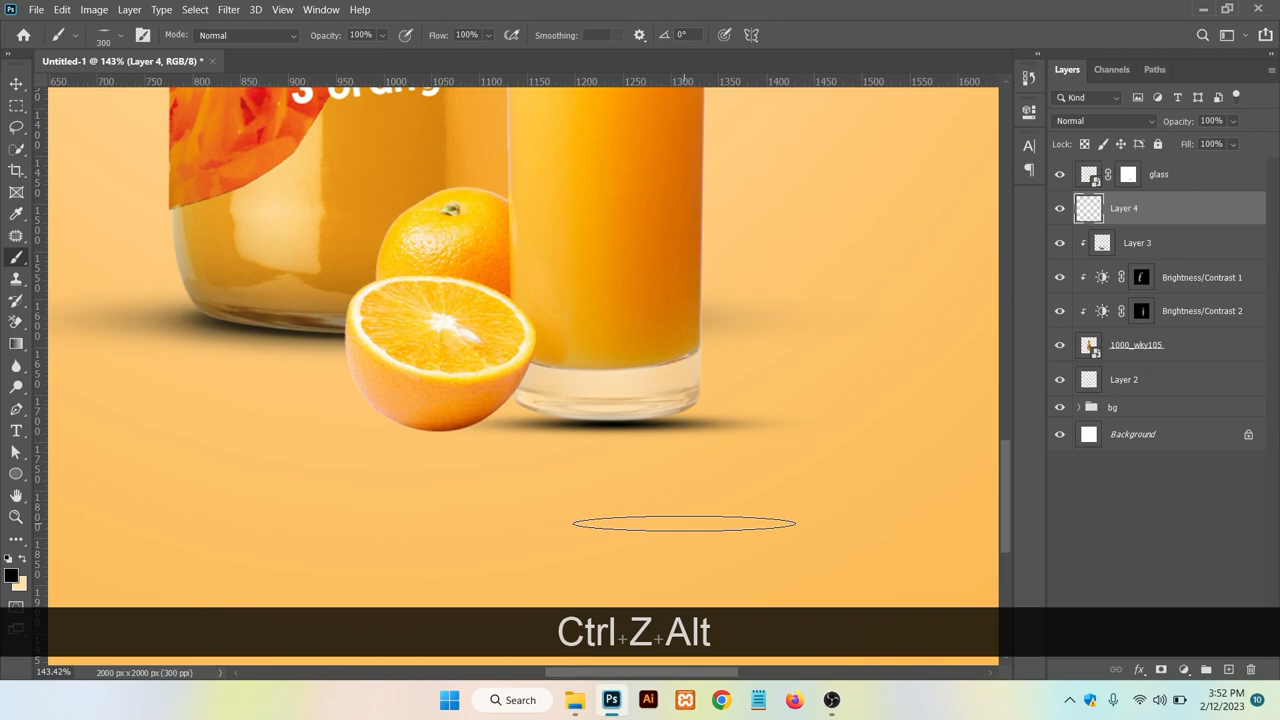 Ps File Edit Image Layer Type Select Filter 3D View Window Help
300 Mode: Normal Opacity: 100% Flow: 100% Smoothing: 0°
Untitled-1 @ 143% (Layer 4, RGB/8) * ×
650 750 800 850 900 950 1000 1050 1100 1150 1200 1250 1300 1350 1400 1450 1500 1550 1600
Layers Channels Paths
Kind
Normal Opacity: 100%
Lock: Fill: 100%
glass
Layer 4
Layer 3
Brightness/Contrast 1
Brightness/Contrast 2
1000_wky105
Layer 2
bg
Background
Ctrl+Z+Alt
143.42% 2000 px x 2000 px (300 ppi)
Search
Ps Ai
3:52 PM
2/12/2023
10